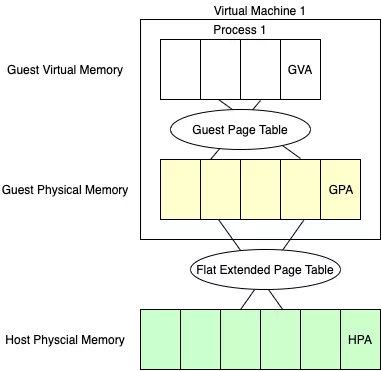 Virtual Machine 1
Process 1
Guest Virtual Memory
GVA
Guest Page Table
Guest Physical Memory
GPA
Flat Extended Page Table
Host Physcial Memory
HPA